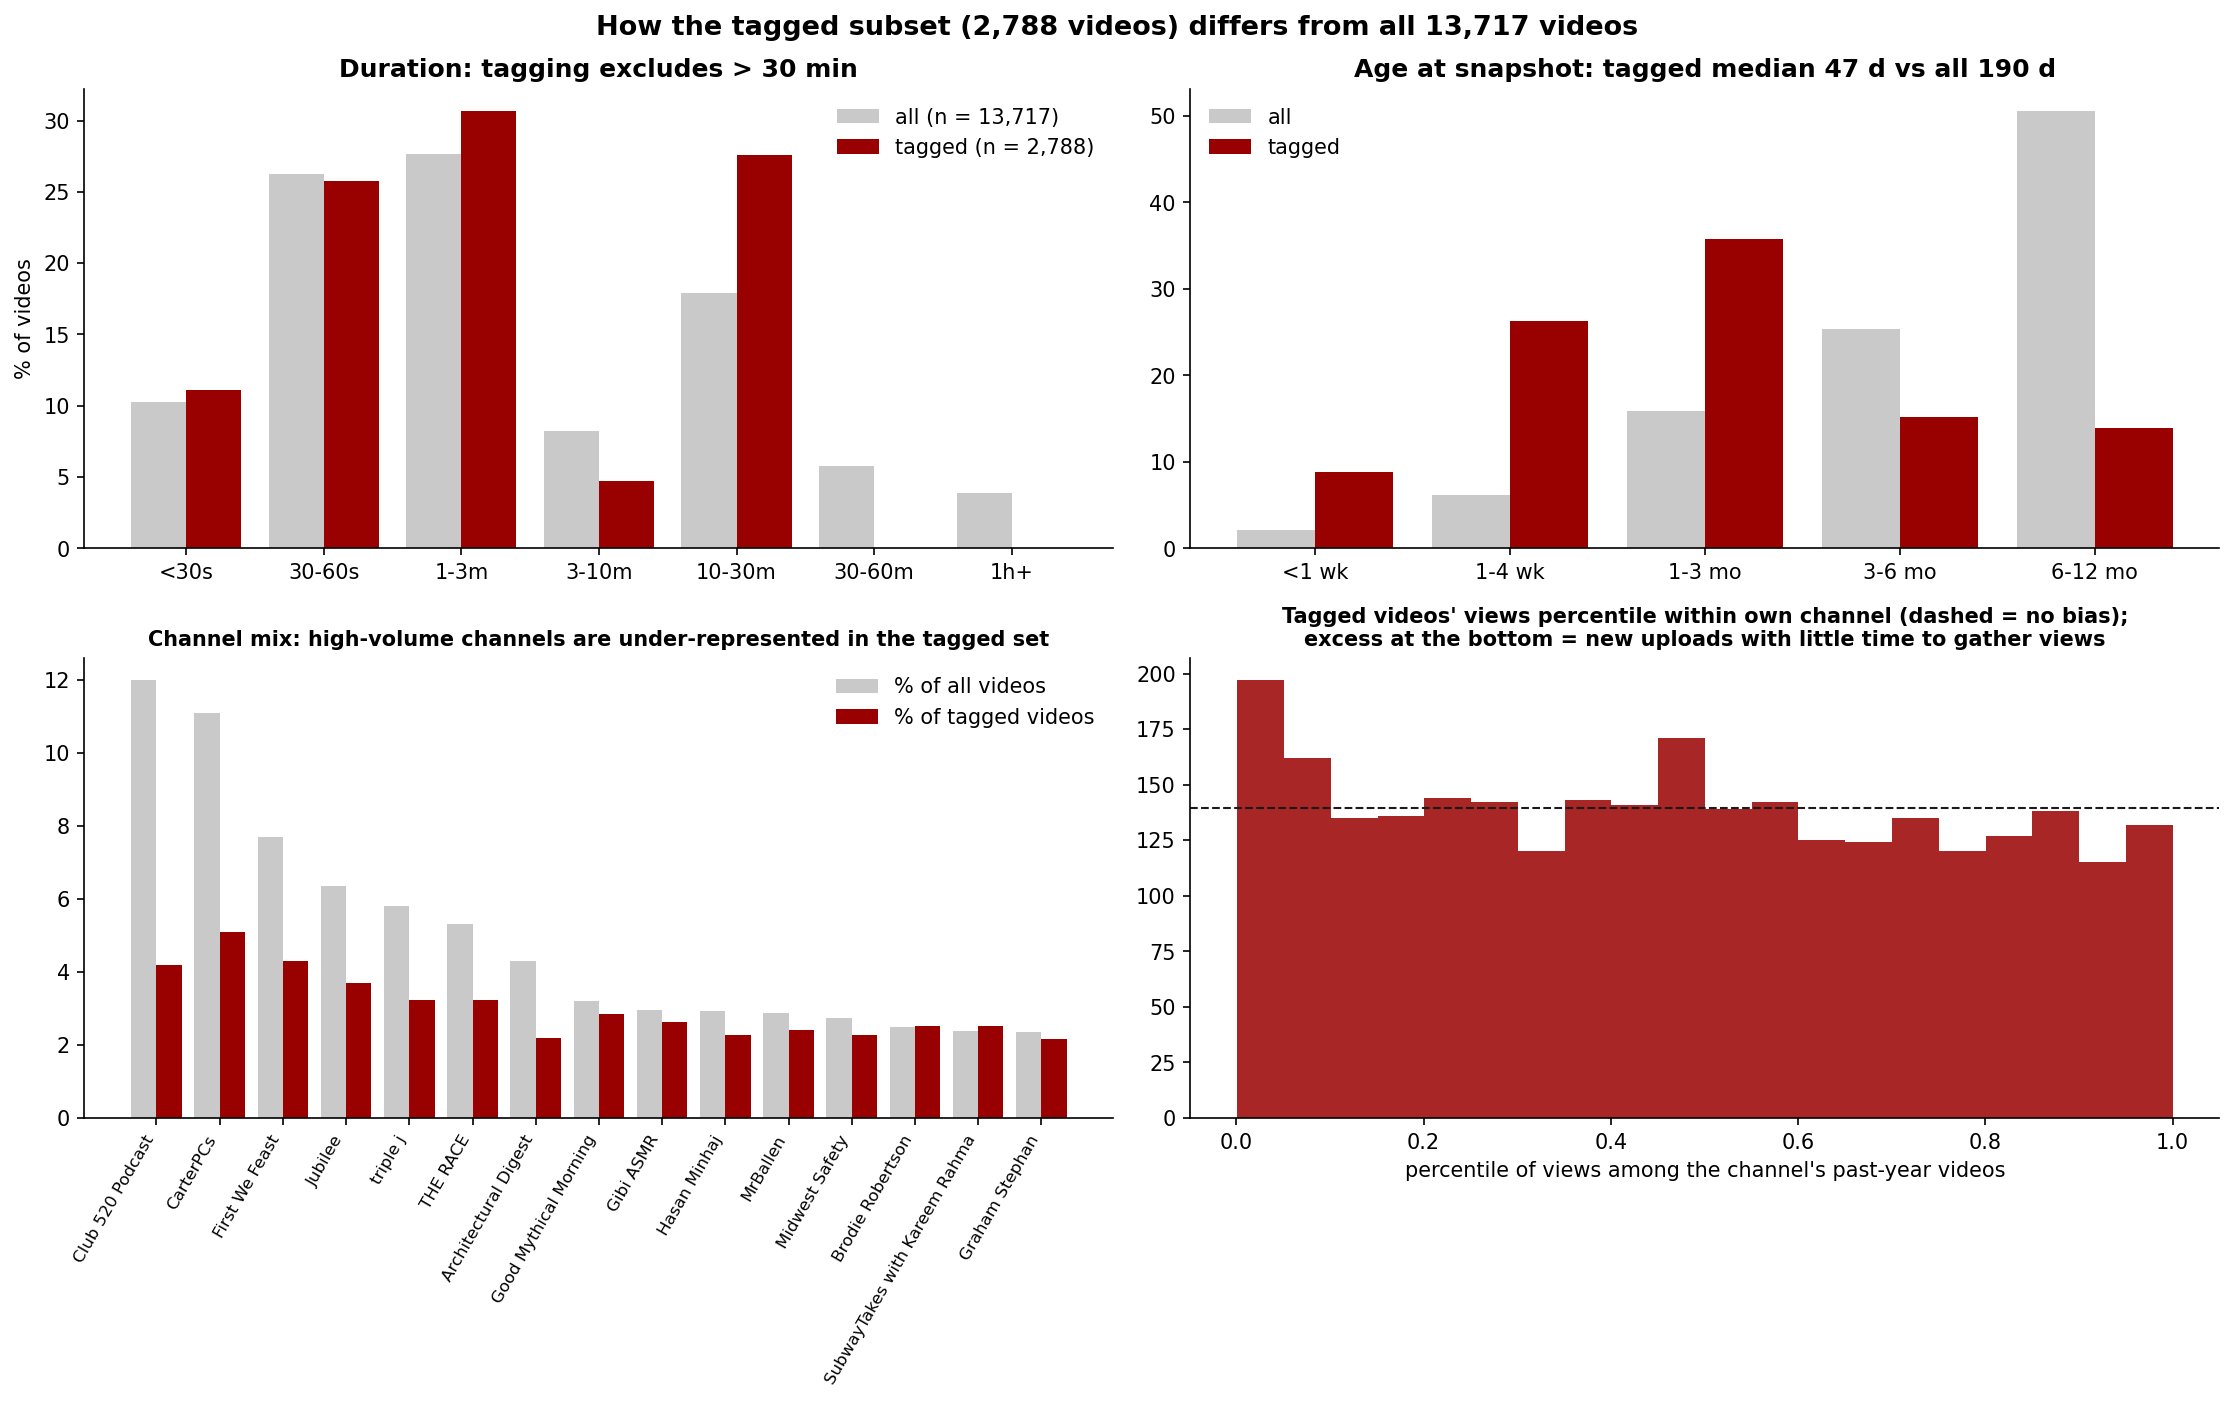 How the tagged subset (2,788 videos) differs from all 13,717 videos
Duration: tagging excludes > 30 min
% of videos
30
25
20
15
10
5
0
all (n = 13,717)
tagged (n = 2,788)
<30s
30-60s
1-3m
3-10m
10-30m
30-60m
1h+
Age at snapshot: tagged median 47 d vs all 190 d
50
40
30
20
10
0
all
tagged
<1 wk
1-4 wk
1-3 mo
3-6 mo
6-12 mo
Channel mix: high-volume channels are under-represented in the tagged set
12
10
8
6
4
2
0
% of all videos
% of tagged videos
Club 520 Podcast
CarterPCs
First We Feast
Jubilee
triple j
THE RACE
Architectural Digest
Good Mythical Morning
Gibi ASMR
Hasan Minhaj
MrBallen
Midwest Safety
Brodie Robertson
SubwayTakes with Kareem Rahma
Graham Stephan
Tagged videos' views percentile within own channel (dashed = no bias);
excess at the bottom = new uploads with little time to gather views
200
175
150
125
100
75
50
25
0
0.0
0.2
0.4
0.6
0.8
1.0
percentile of views among the channel's past-year videos